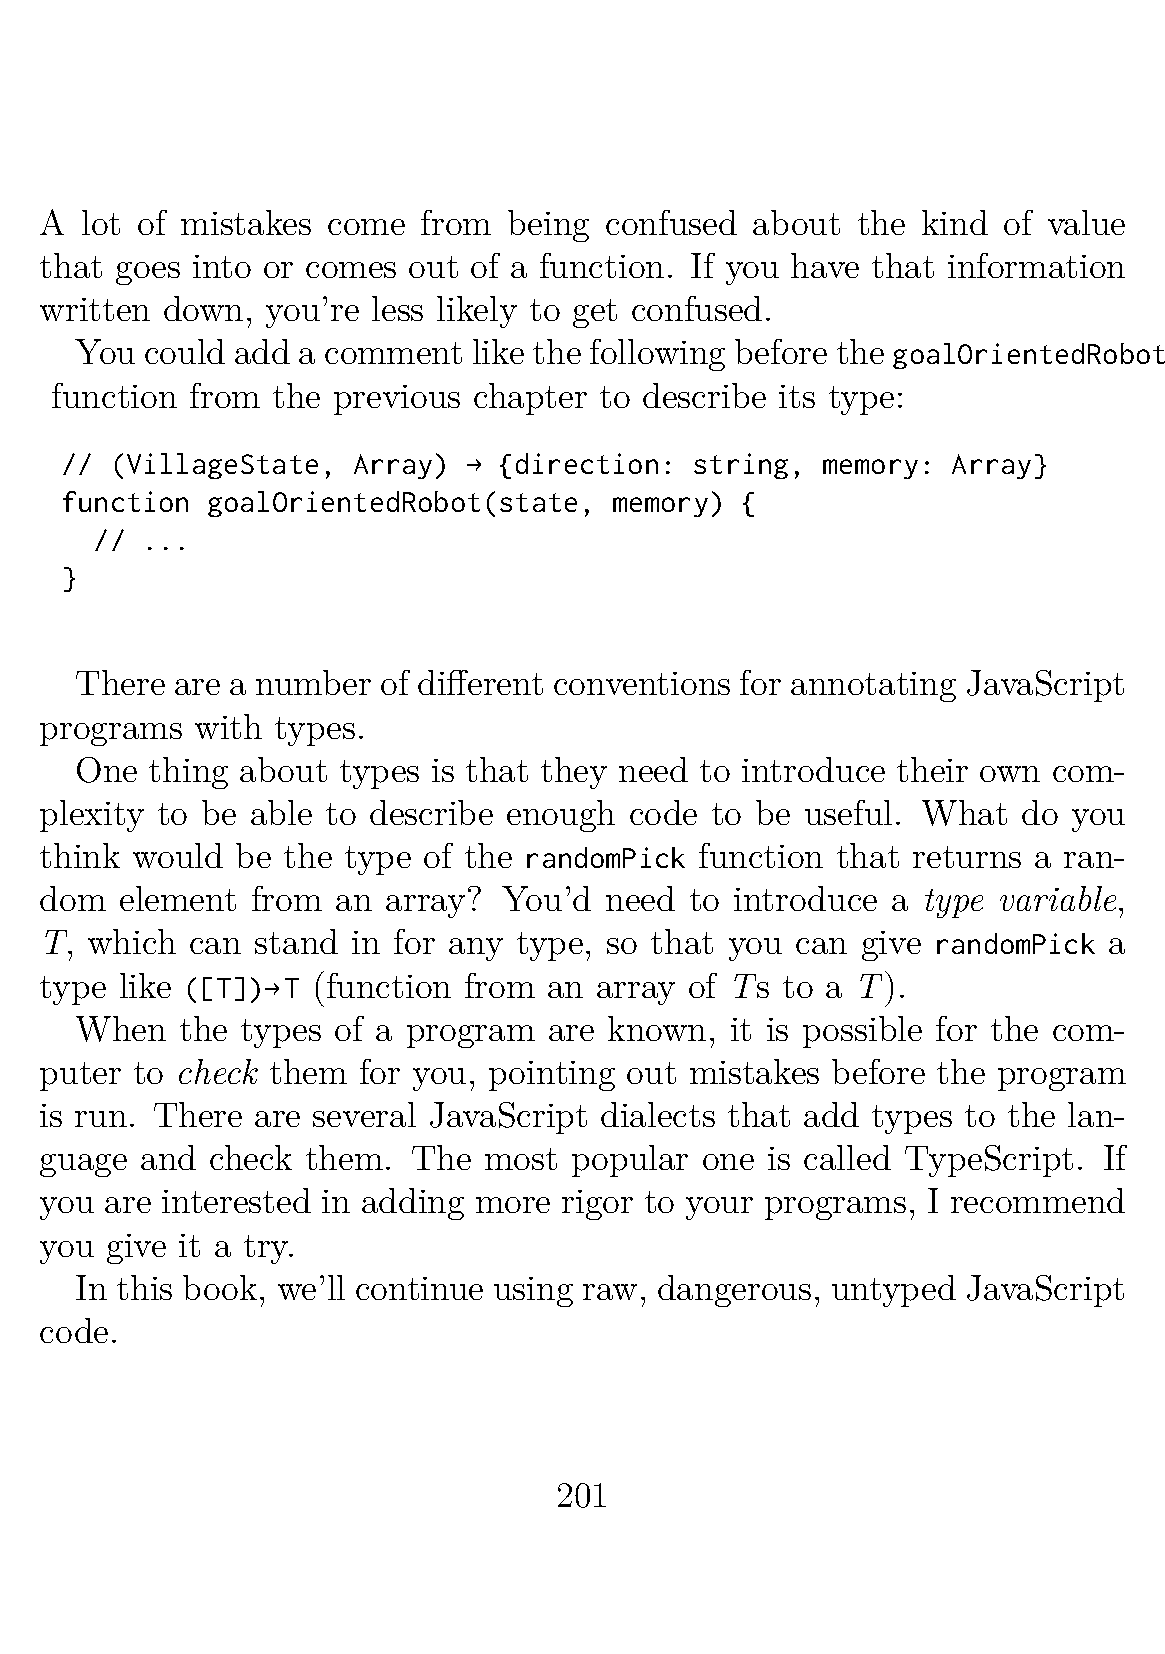 A lot of mistakes come from being confused about the kind of value
that goes into or comes out of a function. If you have that information
written down, you're less likely to get confused.
You could add a comment like the following before the goalOrientedRobot
function from the previous chapter to describe its type:
// (VillageState, Array) → {direction: string, memory: Array}
function goalOrientedRobot(state, memory) {
  // ...
}
There are a number of different conventions for annotating JavaScript
programs with types.
One thing about types is that they need to introduce their own com-
plexity to be able to describe enough code to be useful. What do you
think would be the type of the randomPick function that returns a ran-
dom element from an array? You'd need to introduce a type variable,
T, which can stand in for any type, so that you can give randomPick a
type like ([T])→T (function from an array of Ts to a T).
When the types of a program are known, it is possible for the com-
puter to check them for you, pointing out mistakes before the program
is run. There are several JavaScript dialects that add types to the lan-
guage and check them. The most popular one is called TypeScript. If
you are interested in adding more rigor to your programs, I recommend
you give it a try.
In this book, we'll continue using raw, dangerous, untyped JavaScript
code.
201